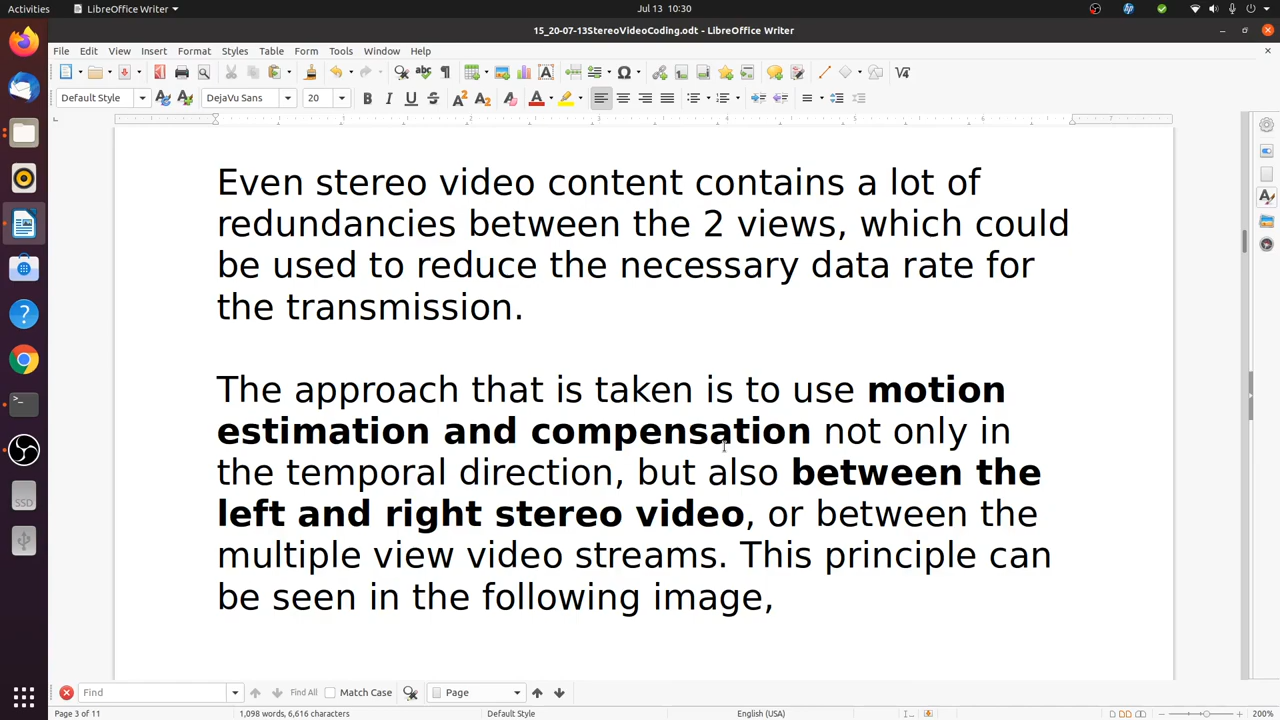 Activities
LibreOffice Writer
Jul 13 10:30
15_20-07-13StereoVideoCoding.odt - LibreOffice Writer
File Edit View Insert Format Styles Table Form Tools Window Help
Default Style
DejaVu Sans
20
Even stereo video content contains a lot of
redundancies between the 2 views, which could
be used to reduce the necessary data rate for
the transmission.
The approach that is taken is to use motion
estimation and compensation not only in
the temporal direction, but also between the
left and right stereo video, or between the
multiple view video streams. This principle can
be seen in the following image,
Find
Find All
Match Case
Page
Page 3 of 11
1,098 words, 6,616 characters
Default Style
English (USA)
200%